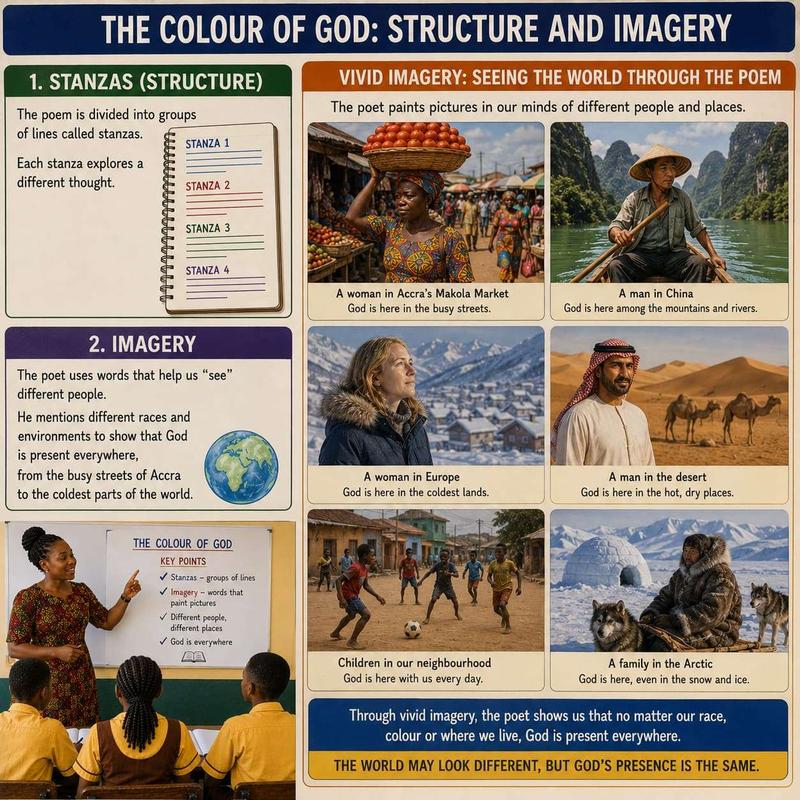 THE COLOUR OF GOD: STRUCTURE AND IMAGERY
1. STANZAS (STRUCTURE)
The poem is divided into groups
of lines called stanzas.
Each stanza explores a
different thought.
STANZA 1
STANZA 2
STANZA 3
STANZA 4
2. IMAGERY
The poet uses words that help us “see”
different people.
He mentions different races and
environments to show that God
is present everywhere,
from the busy streets of Accra
to the coldest parts of the world.
THE COLOUR OF GOD
KEY POINTS
✓ Stanzas – groups of lines
✓ Imagery – words that
paint pictures
✓ Different people,
different places
✓ God is everywhere
VIVID IMAGERY: SEEING THE WORLD THROUGH THE POEM
The poet paints pictures in our minds of different people and places.
A woman in Accra's Makola Market
God is here in the busy streets.
A man in China
God is here among the mountains and rivers.
A woman in Europe
God is here in the coldest lands.
A man in the desert
God is here in the hot, dry places.
Children in our neighbourhood
God is here with us every day.
A family in the Arctic
God is here, even in the snow and ice.
Through vivid imagery, the poet shows us that no matter our race,
colour or where we live, God is present everywhere.
THE WORLD MAY LOOK DIFFERENT, BUT GOD'S PRESENCE IS THE SAME.